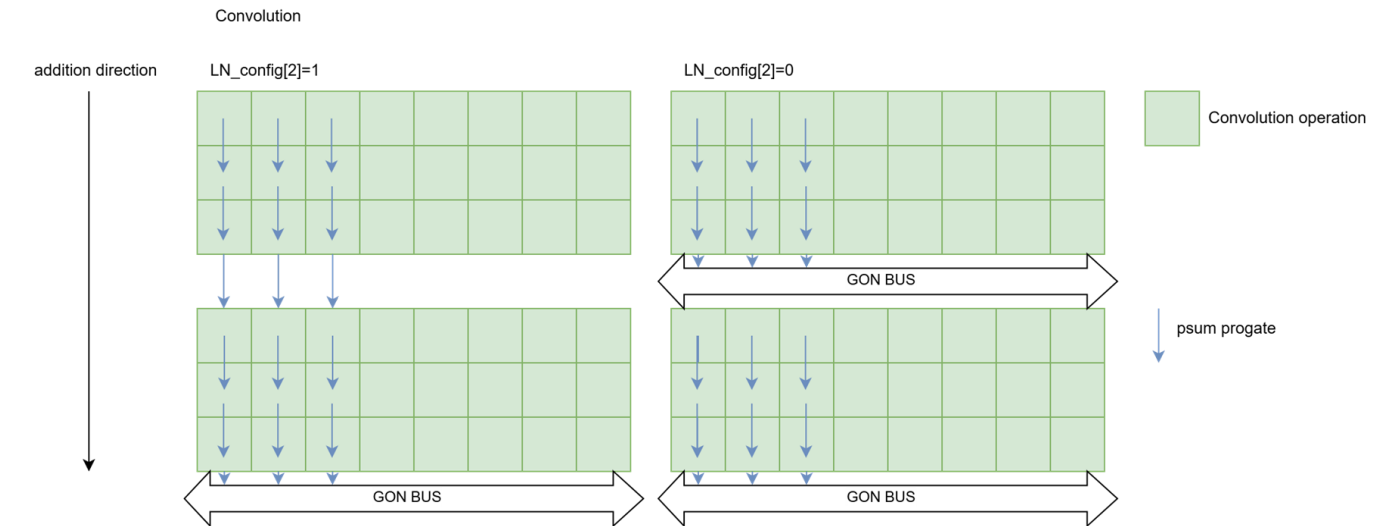 Convolution
addition direction
LN_config[2]=1
LN_config[2]=0
Convolution operation
GON BUS
psum progate
GON BUS
GON BUS